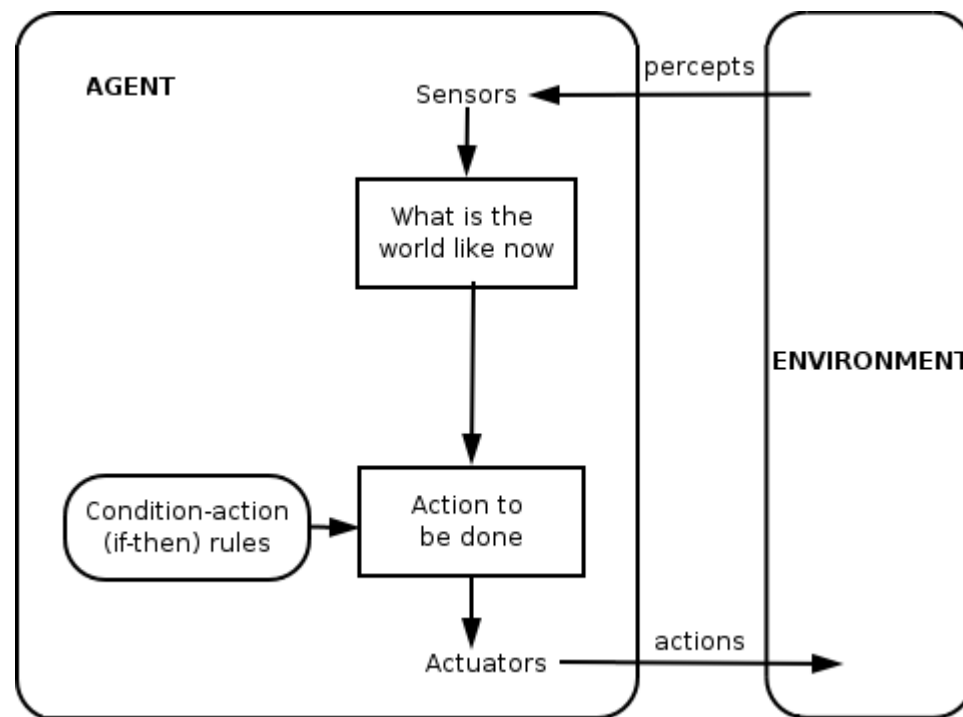 AGENT
percepts
Sensors
What is the
world like now
ENVIRONMENT
Condition-action
(if-then) rules
Action to
be done
Actuators
actions